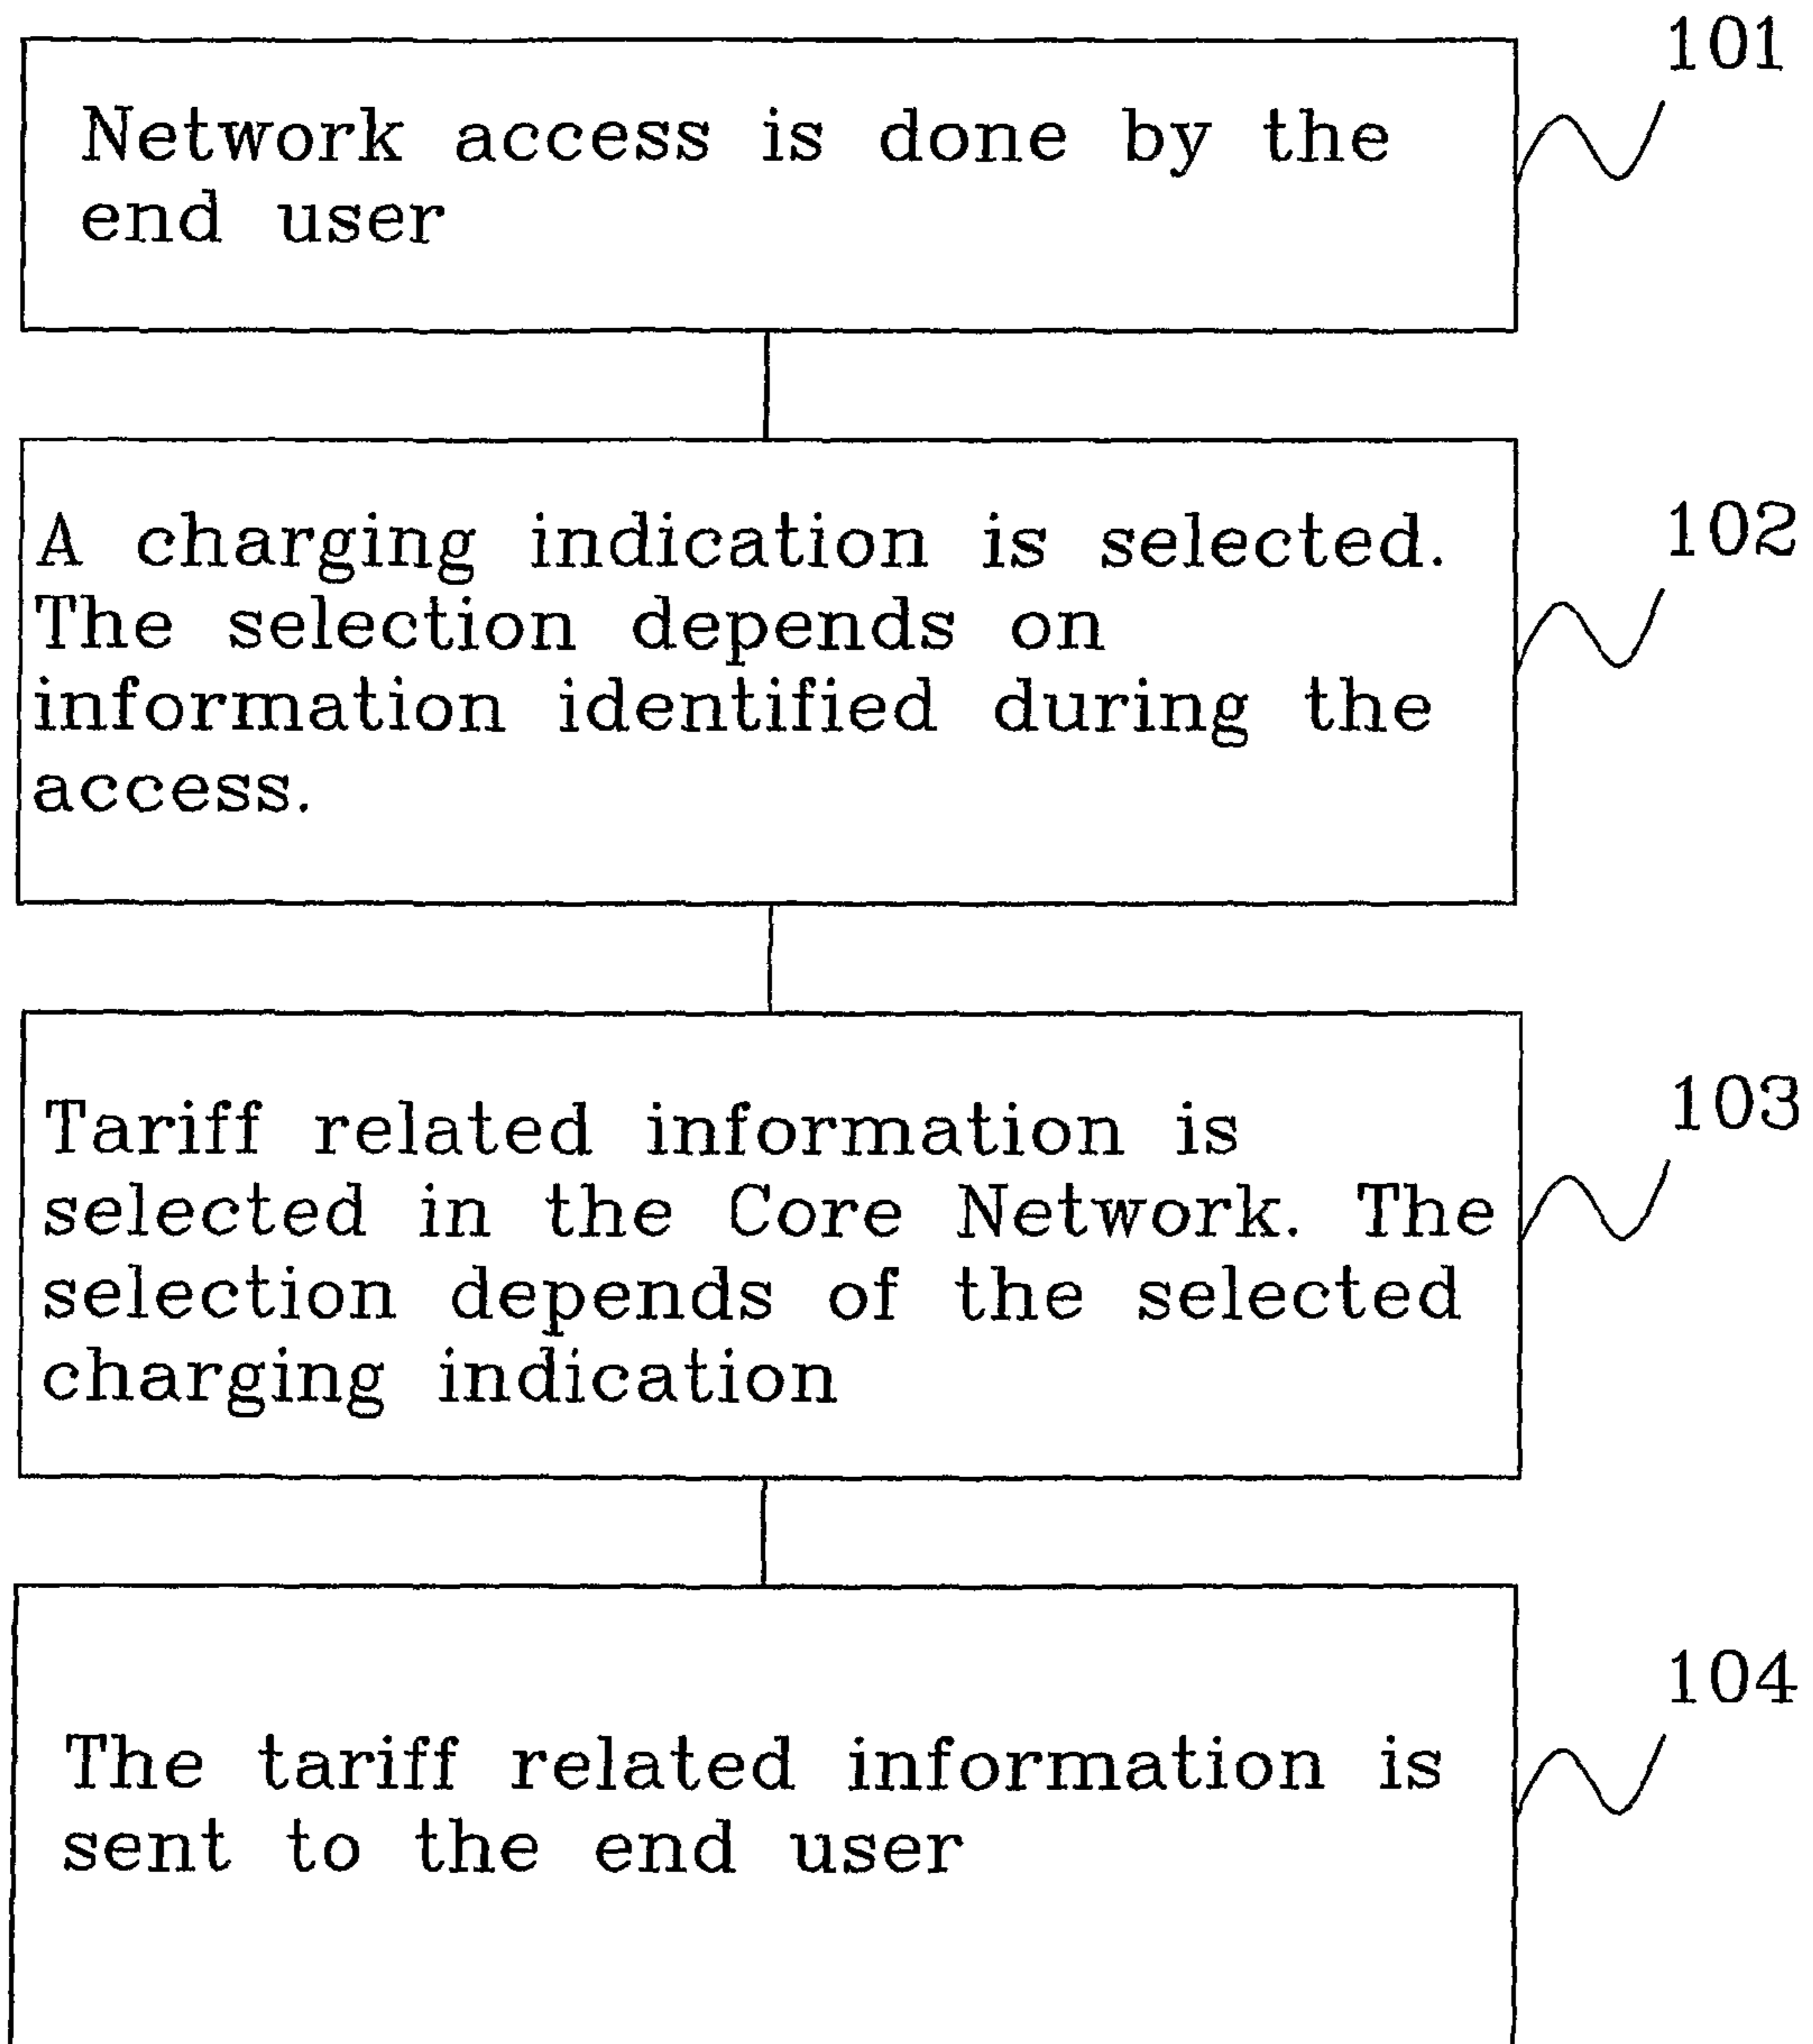 101
Network access is done by the
end user
102
A charging indication is selected.
The selection depends on
information identified during the
access.
103
Tariff related information is
selected in the Core Network. The
selection depends of the selected
charging indication
104
The tariff related information is
sent to the end user